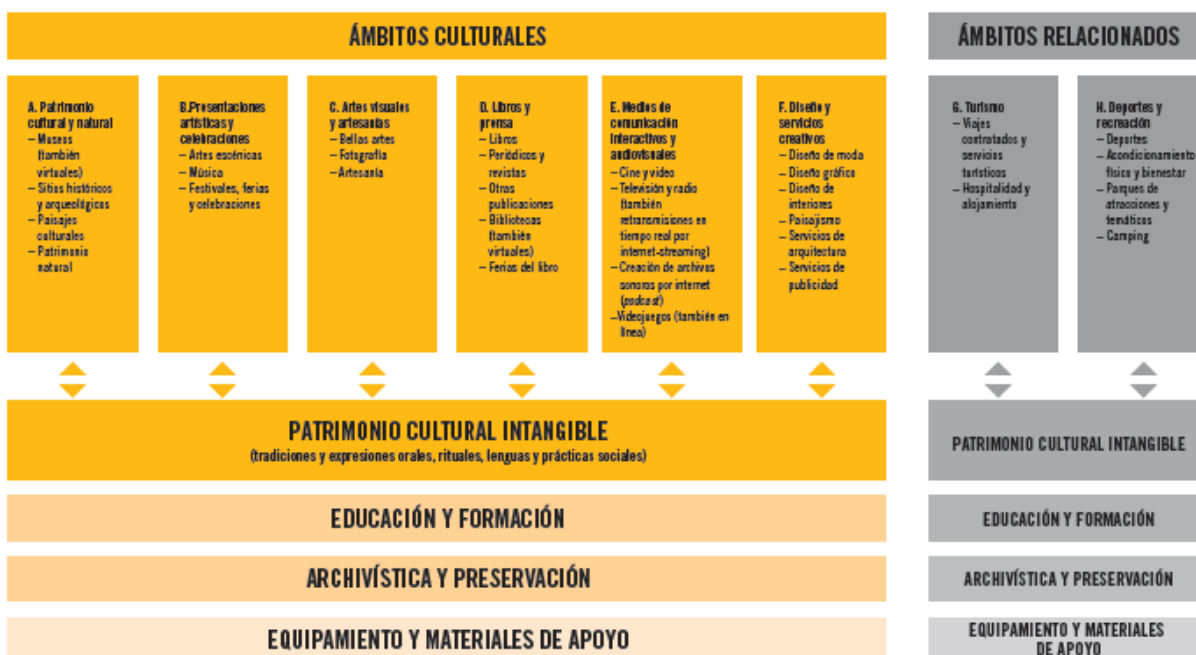 ÁMBITOS CULTURALES
A. Patrimonio
cultural y natural
– Museos
(también
virtuales)
– Sitios históricos
y arqueológicos
– Paisajes
culturales
– Patrimonio
natural
B.Presentaciones
artísticas y
celebraciones
– Artes escénicas
– Música
– Festivales, ferias
y celebraciones
C. Artes visuales
y artesanías
– Bellas artes
– Fotografía
– Artesanía
D. Libros y
prensa
– Libros
– Periódicos y
revistas
– Otras
publicaciones
– Bibliotecas
(también
virtuales)
– Ferias del libro
E. Medios de
comunicación
interactivos y
audiovisuales
– Cine y video
– Televisión y radio
(también
retransmisiones en
tiempo real por
internet-streaming)
– Creación de archivos
sonoros por internet
(podcast)
–Videojuegos (también en
línea)
F. Diseño y
servicios
creativos
– Diseño de moda
– Diseño gráfico
– Diseño de
interiores
– Paisajismo
– Servicios de
arquitectura
– Servicios de
publicidad
PATRIMONIO CULTURAL INTANGIBLE
(tradiciones y expresiones orales, rituales, lenguas y prácticas sociales)
EDUCACIÓN Y FORMACIÓN
ARCHIVÍSTICA Y PRESERVACIÓN
EQUIPAMIENTO Y MATERIALES DE APOYO
ÁMBITOS RELACIONADOS
G. Turismo
– Viajes
contratados y
servicios
turísticos
– Hospitalidad y
alojamiento
H. Deportes y
recreación
– Deportes
– Acondicionamiento
físico y bienestar
– Parques de
atracciones y
temáticos
– Camping
PATRIMONIO CULTURAL INTANGIBLE
EDUCACIÓN Y FORMACIÓN
ARCHIVÍSTICA Y PRESERVACIÓN
EQUIPAMIENTO Y MATERIALES
DE APOYO